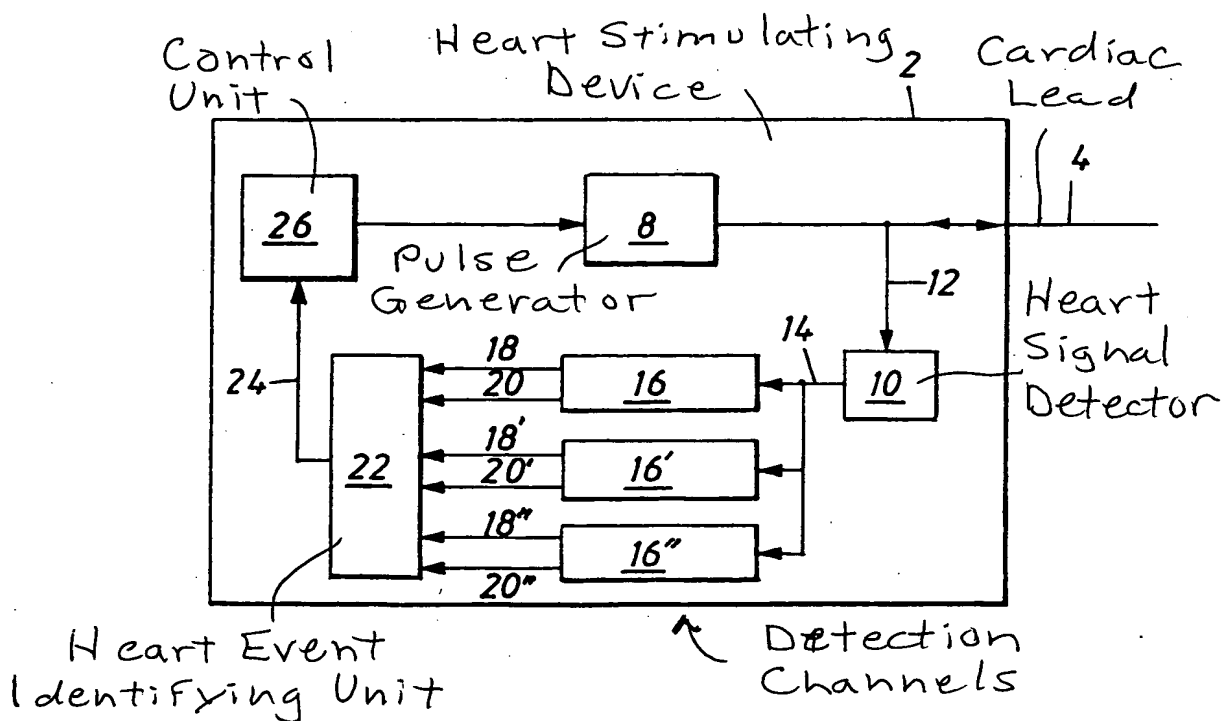 Control
Unit
Heart Stimulating
Device
2
Cardiac
Lead
4
26
8
Pulse
Generator
12
Heart
Signal
Detector
14
10
24
18
20
16
18'
20'
16'
22
18"
20"
16"
Heart Event
Identifying Unit
Detection
Channels